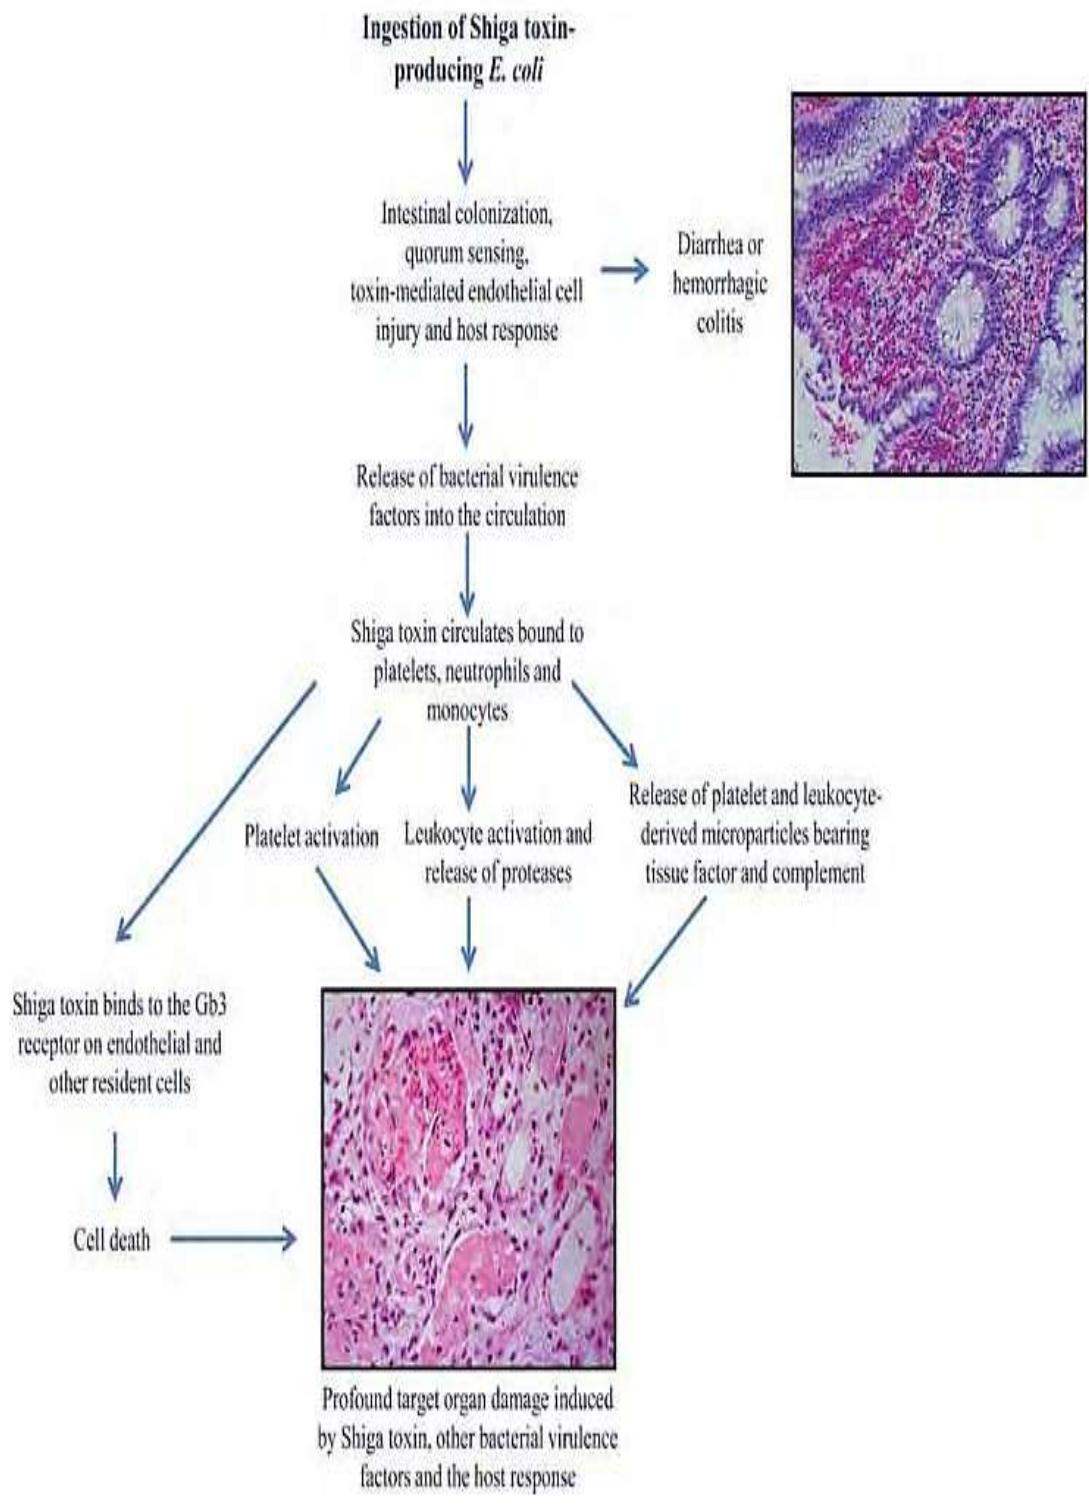 Ingestion of Shiga toxin-
producing E. coli
Intestinal colonization,
quorum sensing,
toxin-mediated endothelial cell
injury and host response
Diarrhea or
hemorrhagic
colitis
Release of bacterial virulence
factors into the circulation
Shiga toxin circulates bound to
platelets, neutrophils and
monocytes
Platelet activation
Leukocyte activation and
release of proteases
Release of platelet and leukocyte-
derived microparticles bearing
tissue factor and complement
Shiga toxin binds to the Gb3
receptor on endothelial and
other resident cells
Cell death
Profound target organ damage induced
by Shiga toxin, other bacterial virulence
factors and the host response